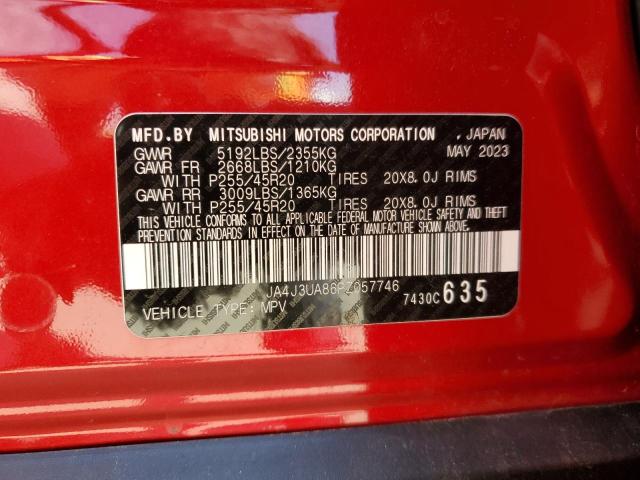 MFD.BY MITSUBISHI MOTORS CORPORATION , JAPAN
GVWR 5192LBS/2355KG MAY 2023
GAWR FR 2668LBS/1210KG
WITH P255/45R20 TIRES 20X8.0J RIMS
GAWR RR 3009LBS/1365KG
WITH P255/45R20 TIRES 20X8.0J RIMS
THIS VEHICLE CONFORMS TO ALL APPLICABLE FEDERAL MOTOR VEHICLE SAFETY AND THEFT
PREVENTION STANDARDS IN EFFECT ON THE DATE OF MANUFACTURE SHOWN ABOVE.
JA4J3UA86PZ057746
VEHICLE TYPE: MPV 7430C 635